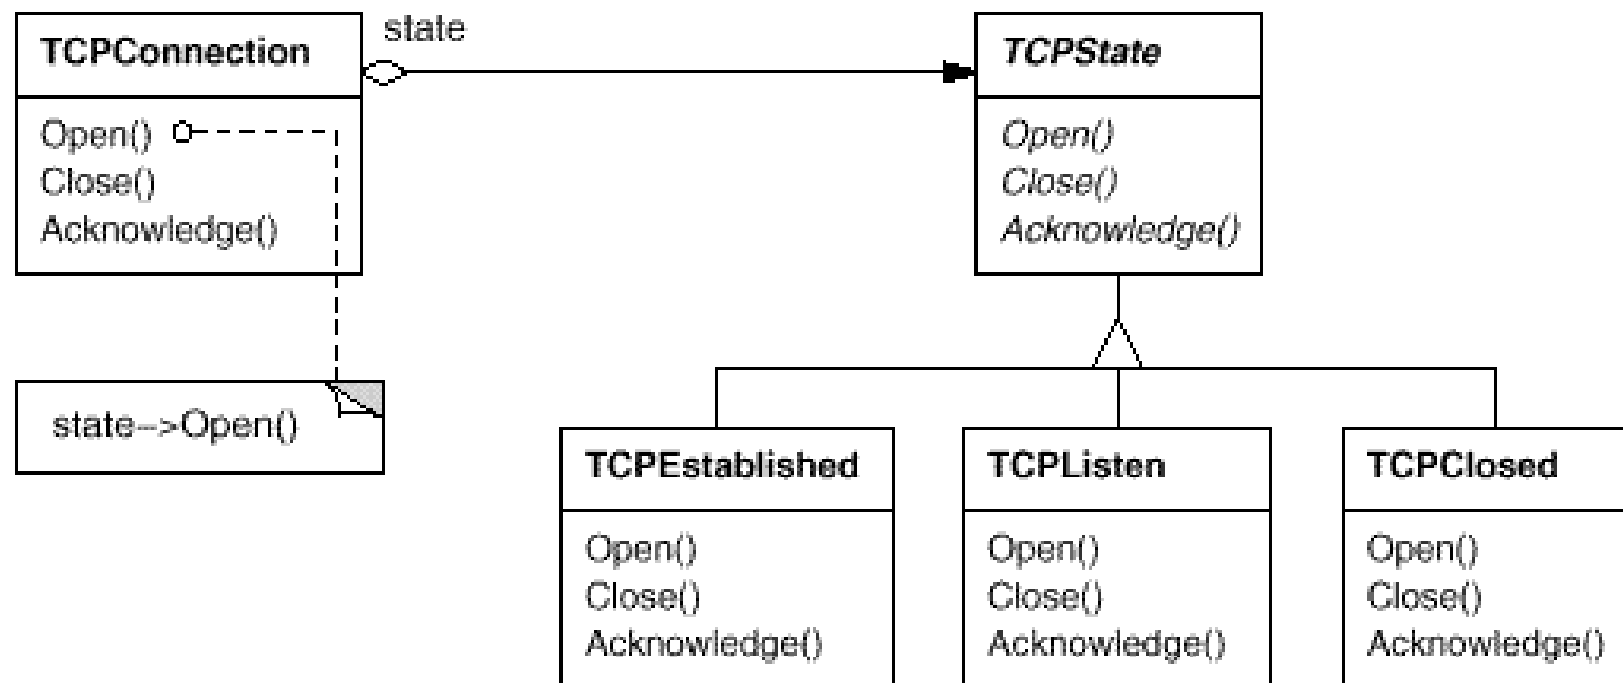 state
TCPConnection
Open()
Close()
Acknowledge()
state-->Open()
TCPState
Open()
Close()
Acknowledge()
TCPEstablished
Open()
Close()
Acknowledge()
TCPListen
Open()
Close()
Acknowledge()
TCPClosed
Open()
Close()
Acknowledge()